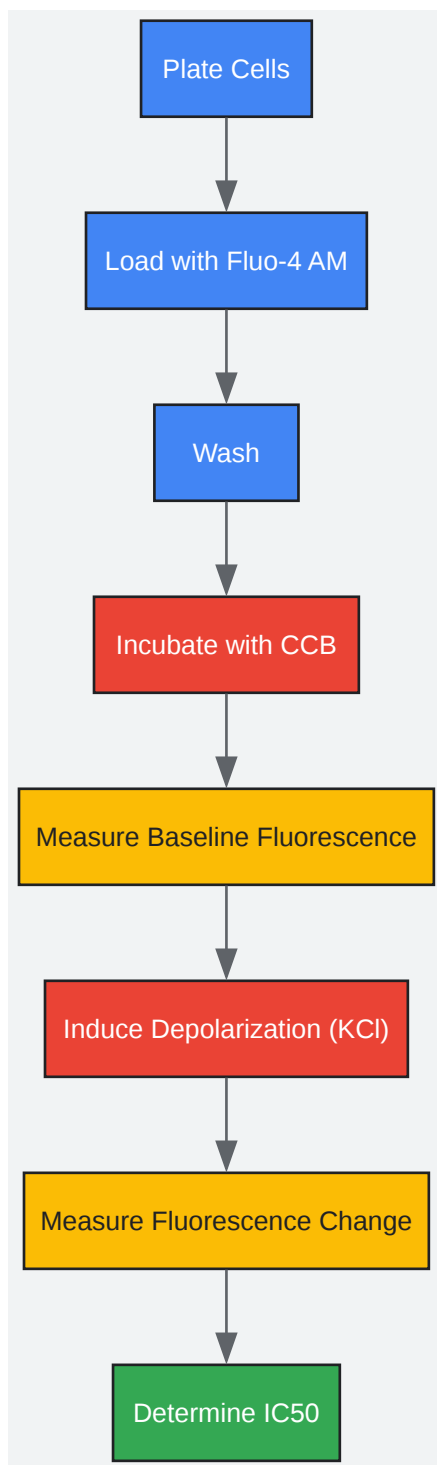 Plate Cells
Load with Fluo-4 AM
Wash
Incubate with CCB
Measure Baseline Fluorescence
Induce Depolarization (KCl)
Measure Fluorescence Change
Determine IC50